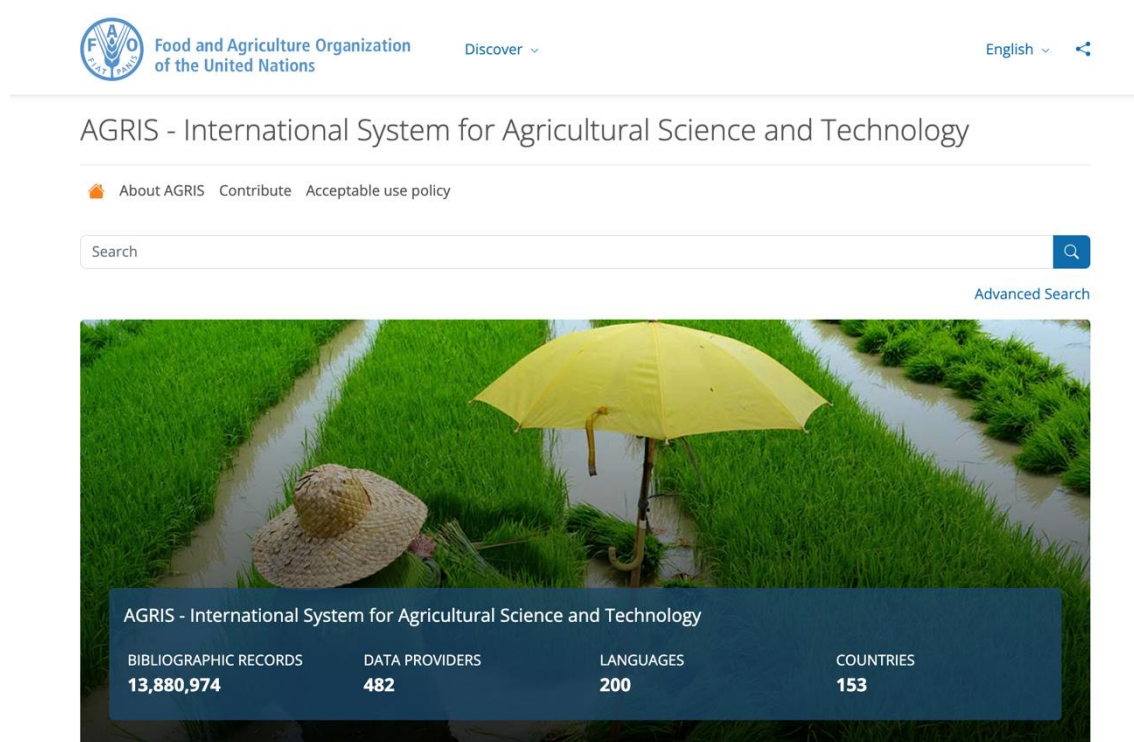 F A O
FIAT PANIS
Food and Agriculture Organization
of the United Nations
Discover
English
AGRIS - International System for Agricultural Science and Technology
About AGRIS Contribute Acceptable use policy
Search
Advanced Search
AGRIS - International System for Agricultural Science and Technology
BIBLIOGRAPHIC RECORDS DATA PROVIDERS LANGUAGES COUNTRIES
13,880,974 482 200 153